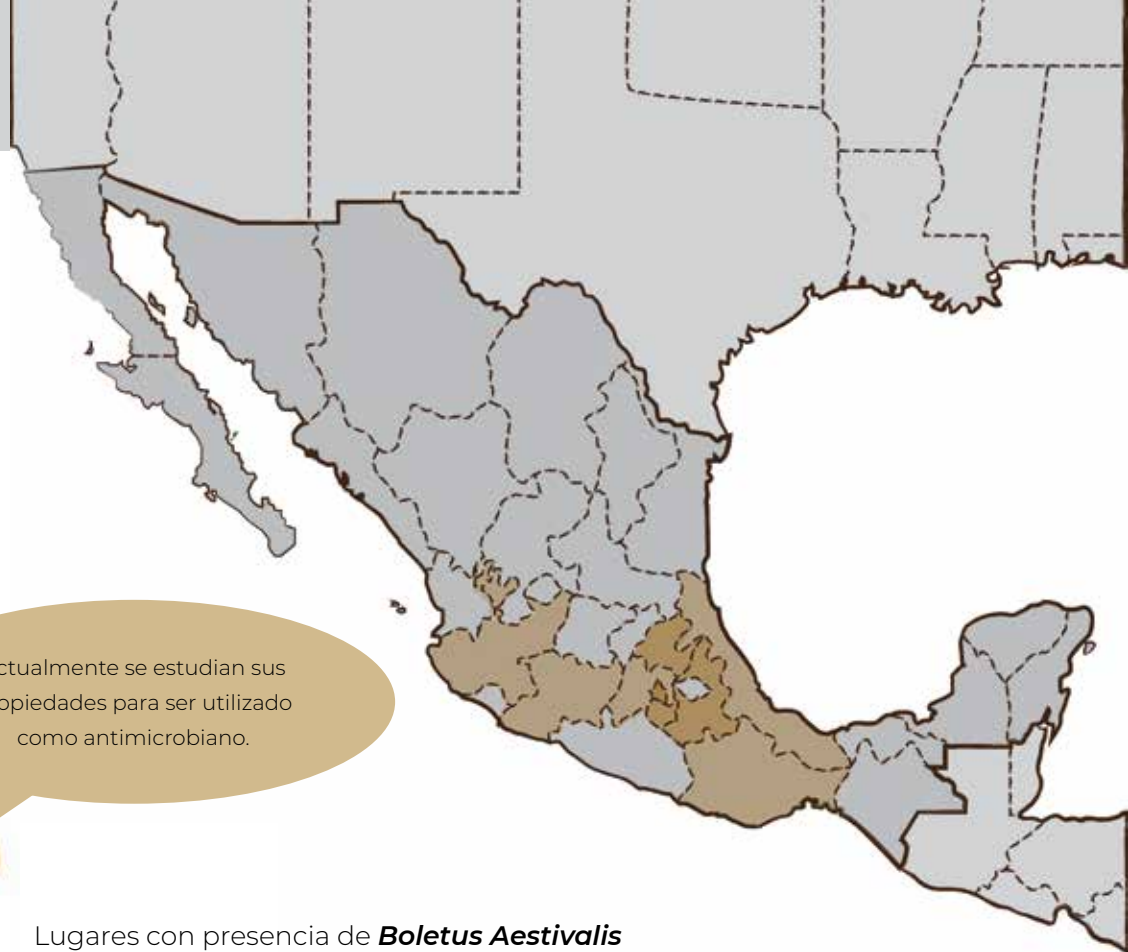 ctualmente se estudian sus
opiedades para ser utilizado
como antimicrobiano.
Lugares con presencia de Boletus Aestivalis